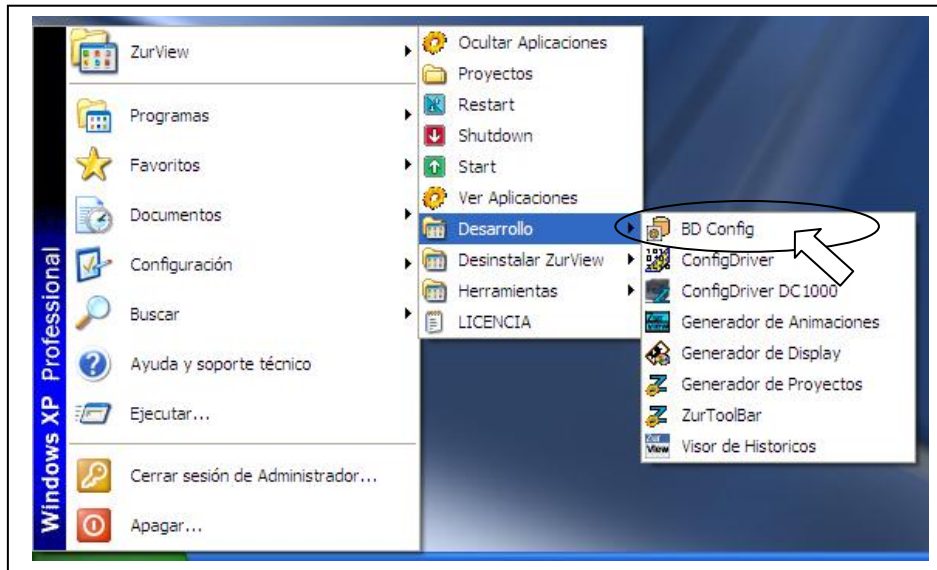 Windows XP Professional
ZurView
Programas
Favoritos
Documentos
Configuración
Buscar
Ayuda y soporte técnico
Ejecutar...
Cerrar sesión de Administrador...
Apagar...
Ocultar Aplicaciones
Proyectos
Restart
Shutdown
Start
Ver Aplicaciones
Desarrollo
Desinstalar ZurView
Herramientas
LICENCIA
BD Config
ConfigDriver
ConfigDriver DC1000
Generador de Animaciones
Generador de Display
Generador de Proyectos
ZurToolBar
Visor de Historicos